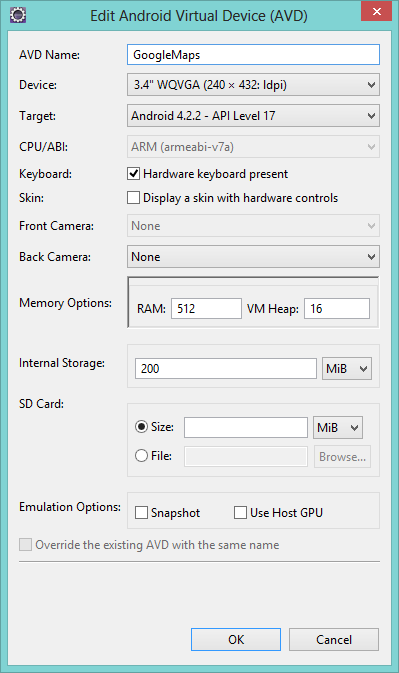 Edit Android Virtual Device (AVD)
AVD Name: GoogleMaps
Device: 3.4" WQVGA (240 × 432: ldpi)
Target: Android 4.2.2 - API Level 17
CPU/ABI: ARM (armeabi-v7a)
Keyboard: Hardware keyboard present
Skin: Display a skin with hardware controls
Front Camera: None
Back Camera: None
Memory Options: RAM: 512 VM Heap: 16
Internal Storage: 200 MiB
SD Card:
Size: MiB
File: Browse...
Emulation Options: Snapshot Use Host GPU
Override the existing AVD with the same name
OK Cancel